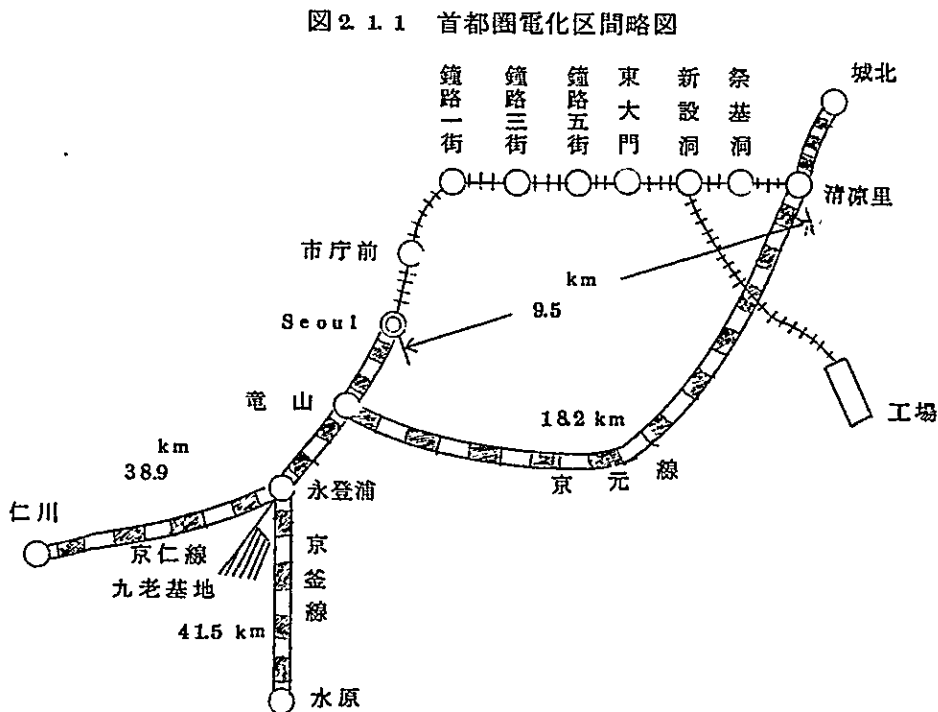 図2.1.1 首都圏電化区間略図
城北
鐘路一街
鐘路三街
鐘路五街
東大門
新設洞
祭基洞
清凉里
市庁前
km
9.5
Seoul
竜山
18.2 km
工場
km
38.9
京元線
永登浦
仁川
京仁線
京釜線
九老基地
41.5 km
水原